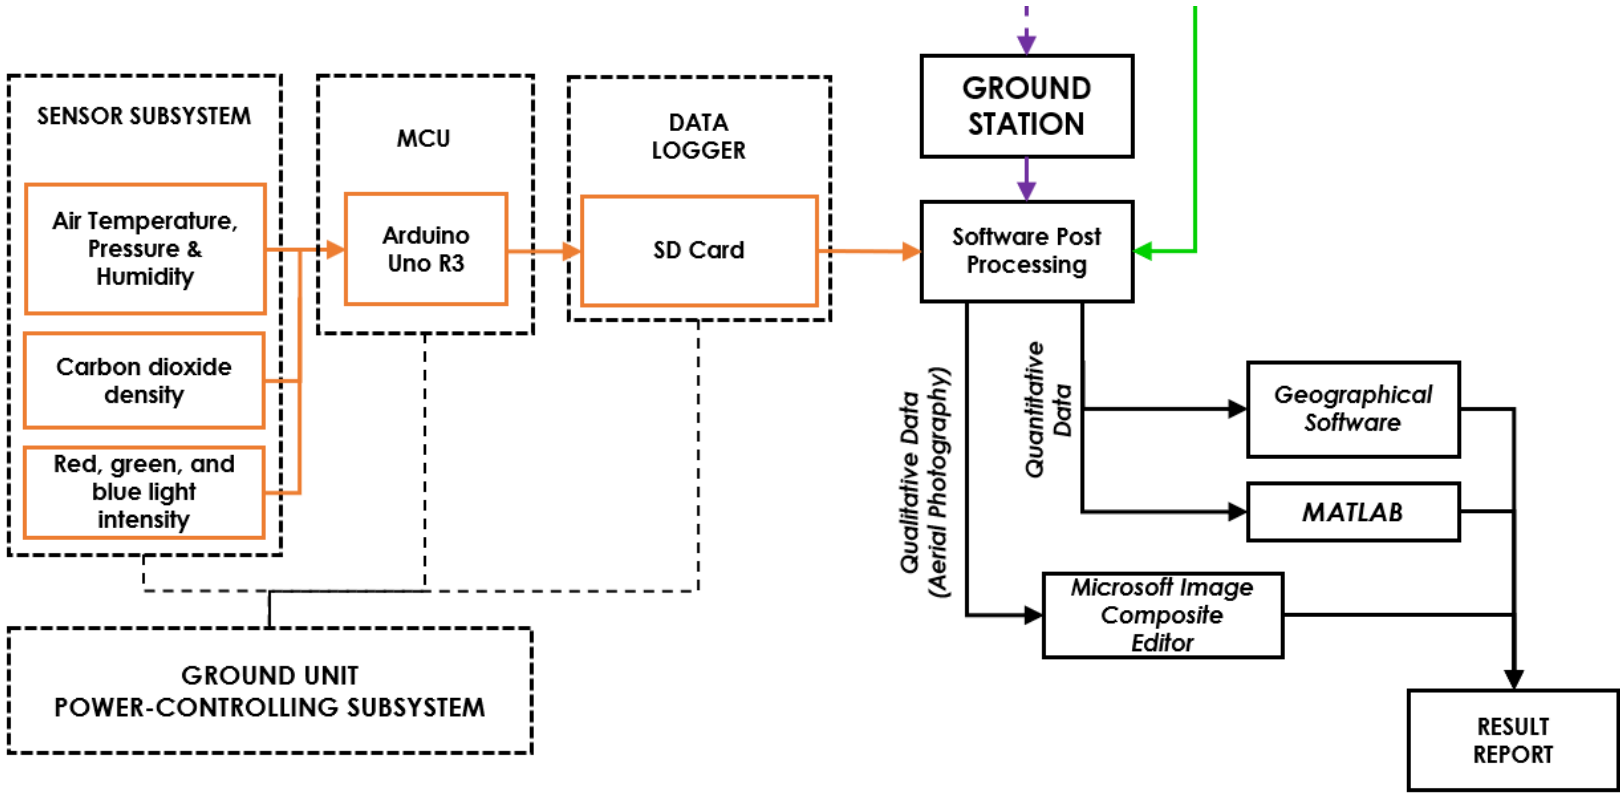 SENSOR SUBSYSTEM
Air Temperature,
Pressure &
Humidity
Carbon dioxide
density
Red, green, and
blue light
intensity
MCU
Arduino
Uno R3
DATA
LOGGER
SD Card
GROUND UNIT
POWER-CONTROLLING SUBSYSTEM
GROUND
STATION
Software Post
Processing
Qualitative Data
(Aerial Photography)
Quantitative
Data
Geographical
Software
MATLAB
Microsoft Image
Composite
Editor
RESULT
REPORT